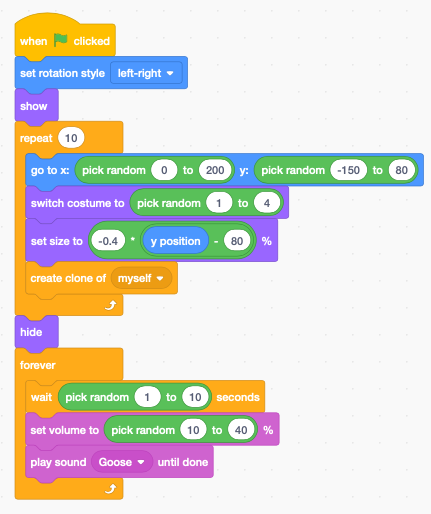 when clicked
set rotation style left-right
show
repeat 10
go to x: pick random 0 to 200 y: pick random -150 to 80
switch costume to pick random 1 to 4
set size to -0.4 * y position - 80 %
create clone of myself
hide
forever
wait pick random 1 to 10 seconds
set volume to pick random 10 to 40 %
play sound Goose until done